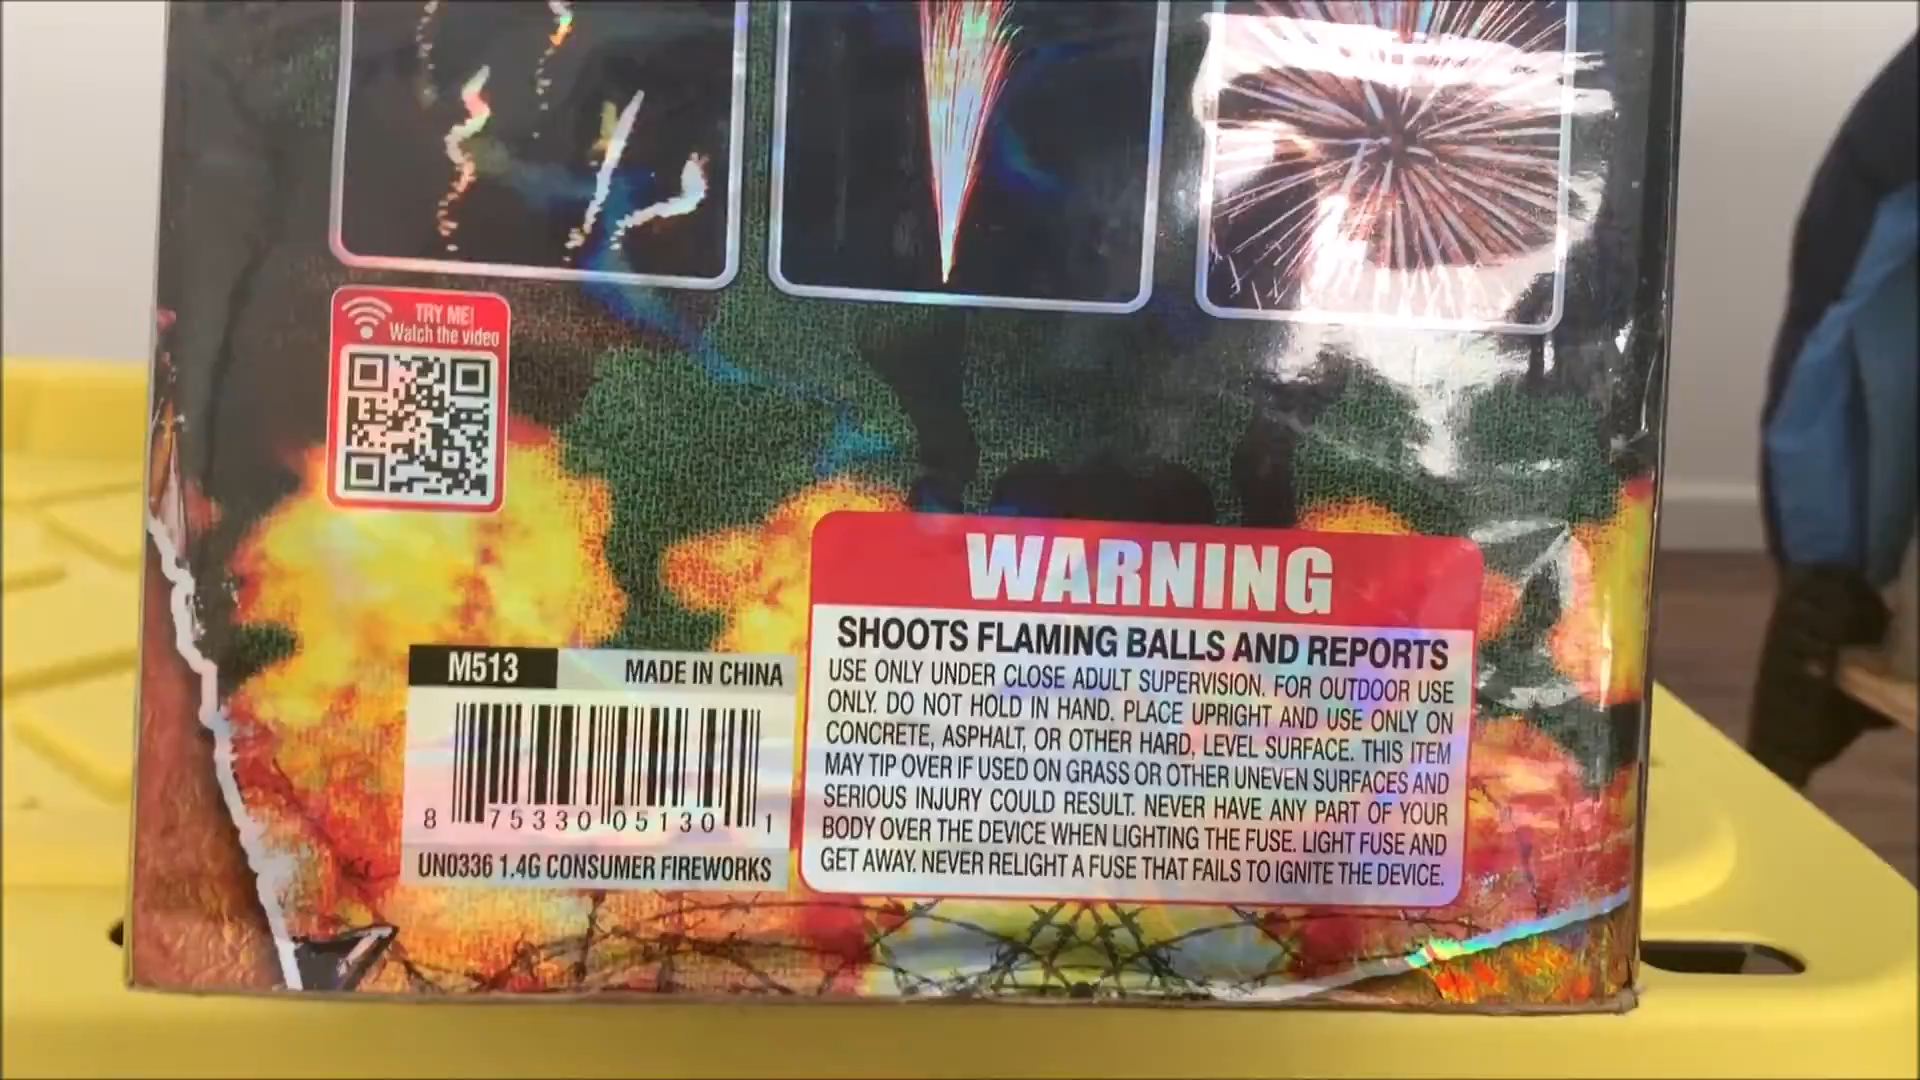 TRY ME!
Watch the video
WARNING
SHOOTS FLAMING BALLS AND REPORTS
USE ONLY UNDER CLOSE ADULT SUPERVISION. FOR OUTDOOR USE
ONLY. DO NOT HOLD IN HAND. PLACE UPRIGHT AND USE ONLY ON
CONCRETE, ASPHALT, OR OTHER HARD, LEVEL SURFACE. THIS ITEM
MAY TIP OVER IF USED ON GRASS OR OTHER UNEVEN SURFACES AND
SERIOUS INJURY COULD RESULT. NEVER HAVE ANY PART OF YOUR
BODY OVER THE DEVICE WHEN LIGHTING THE FUSE. LIGHT FUSE AND
GET AWAY. NEVER RELIGHT A FUSE THAT FAILS TO IGNITE THE DEVICE.
M513 MADE IN CHINA
8 75330 05130 1
UN0336 1.4G CONSUMER FIREWORKS